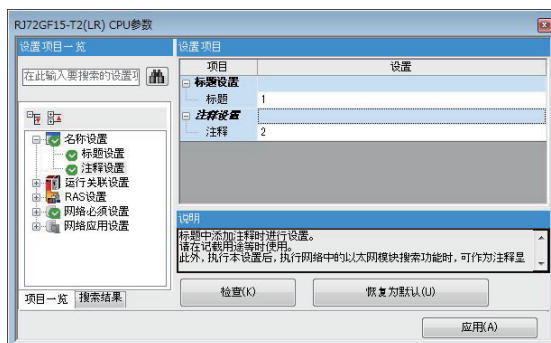 RJ72GF15-T2(LR) CPU参数
设置项目一览
在此输入要搜索的设置项
名称设置
标题设置
注释设置
运行关联设置
RAS设置
网络必须设置
网络应用设置
项目一览 搜索结果
设置项目
项目 设置
标题设置
标题 1
注释设置
注释 2
说明
标题中添加注释时进行设置。
请在记载用途等时使用。
此外，执行本设置后，执行网络中的以太网模块搜索功能时，可作为注释显
检查(K) 恢复为默认(U)
应用(A)